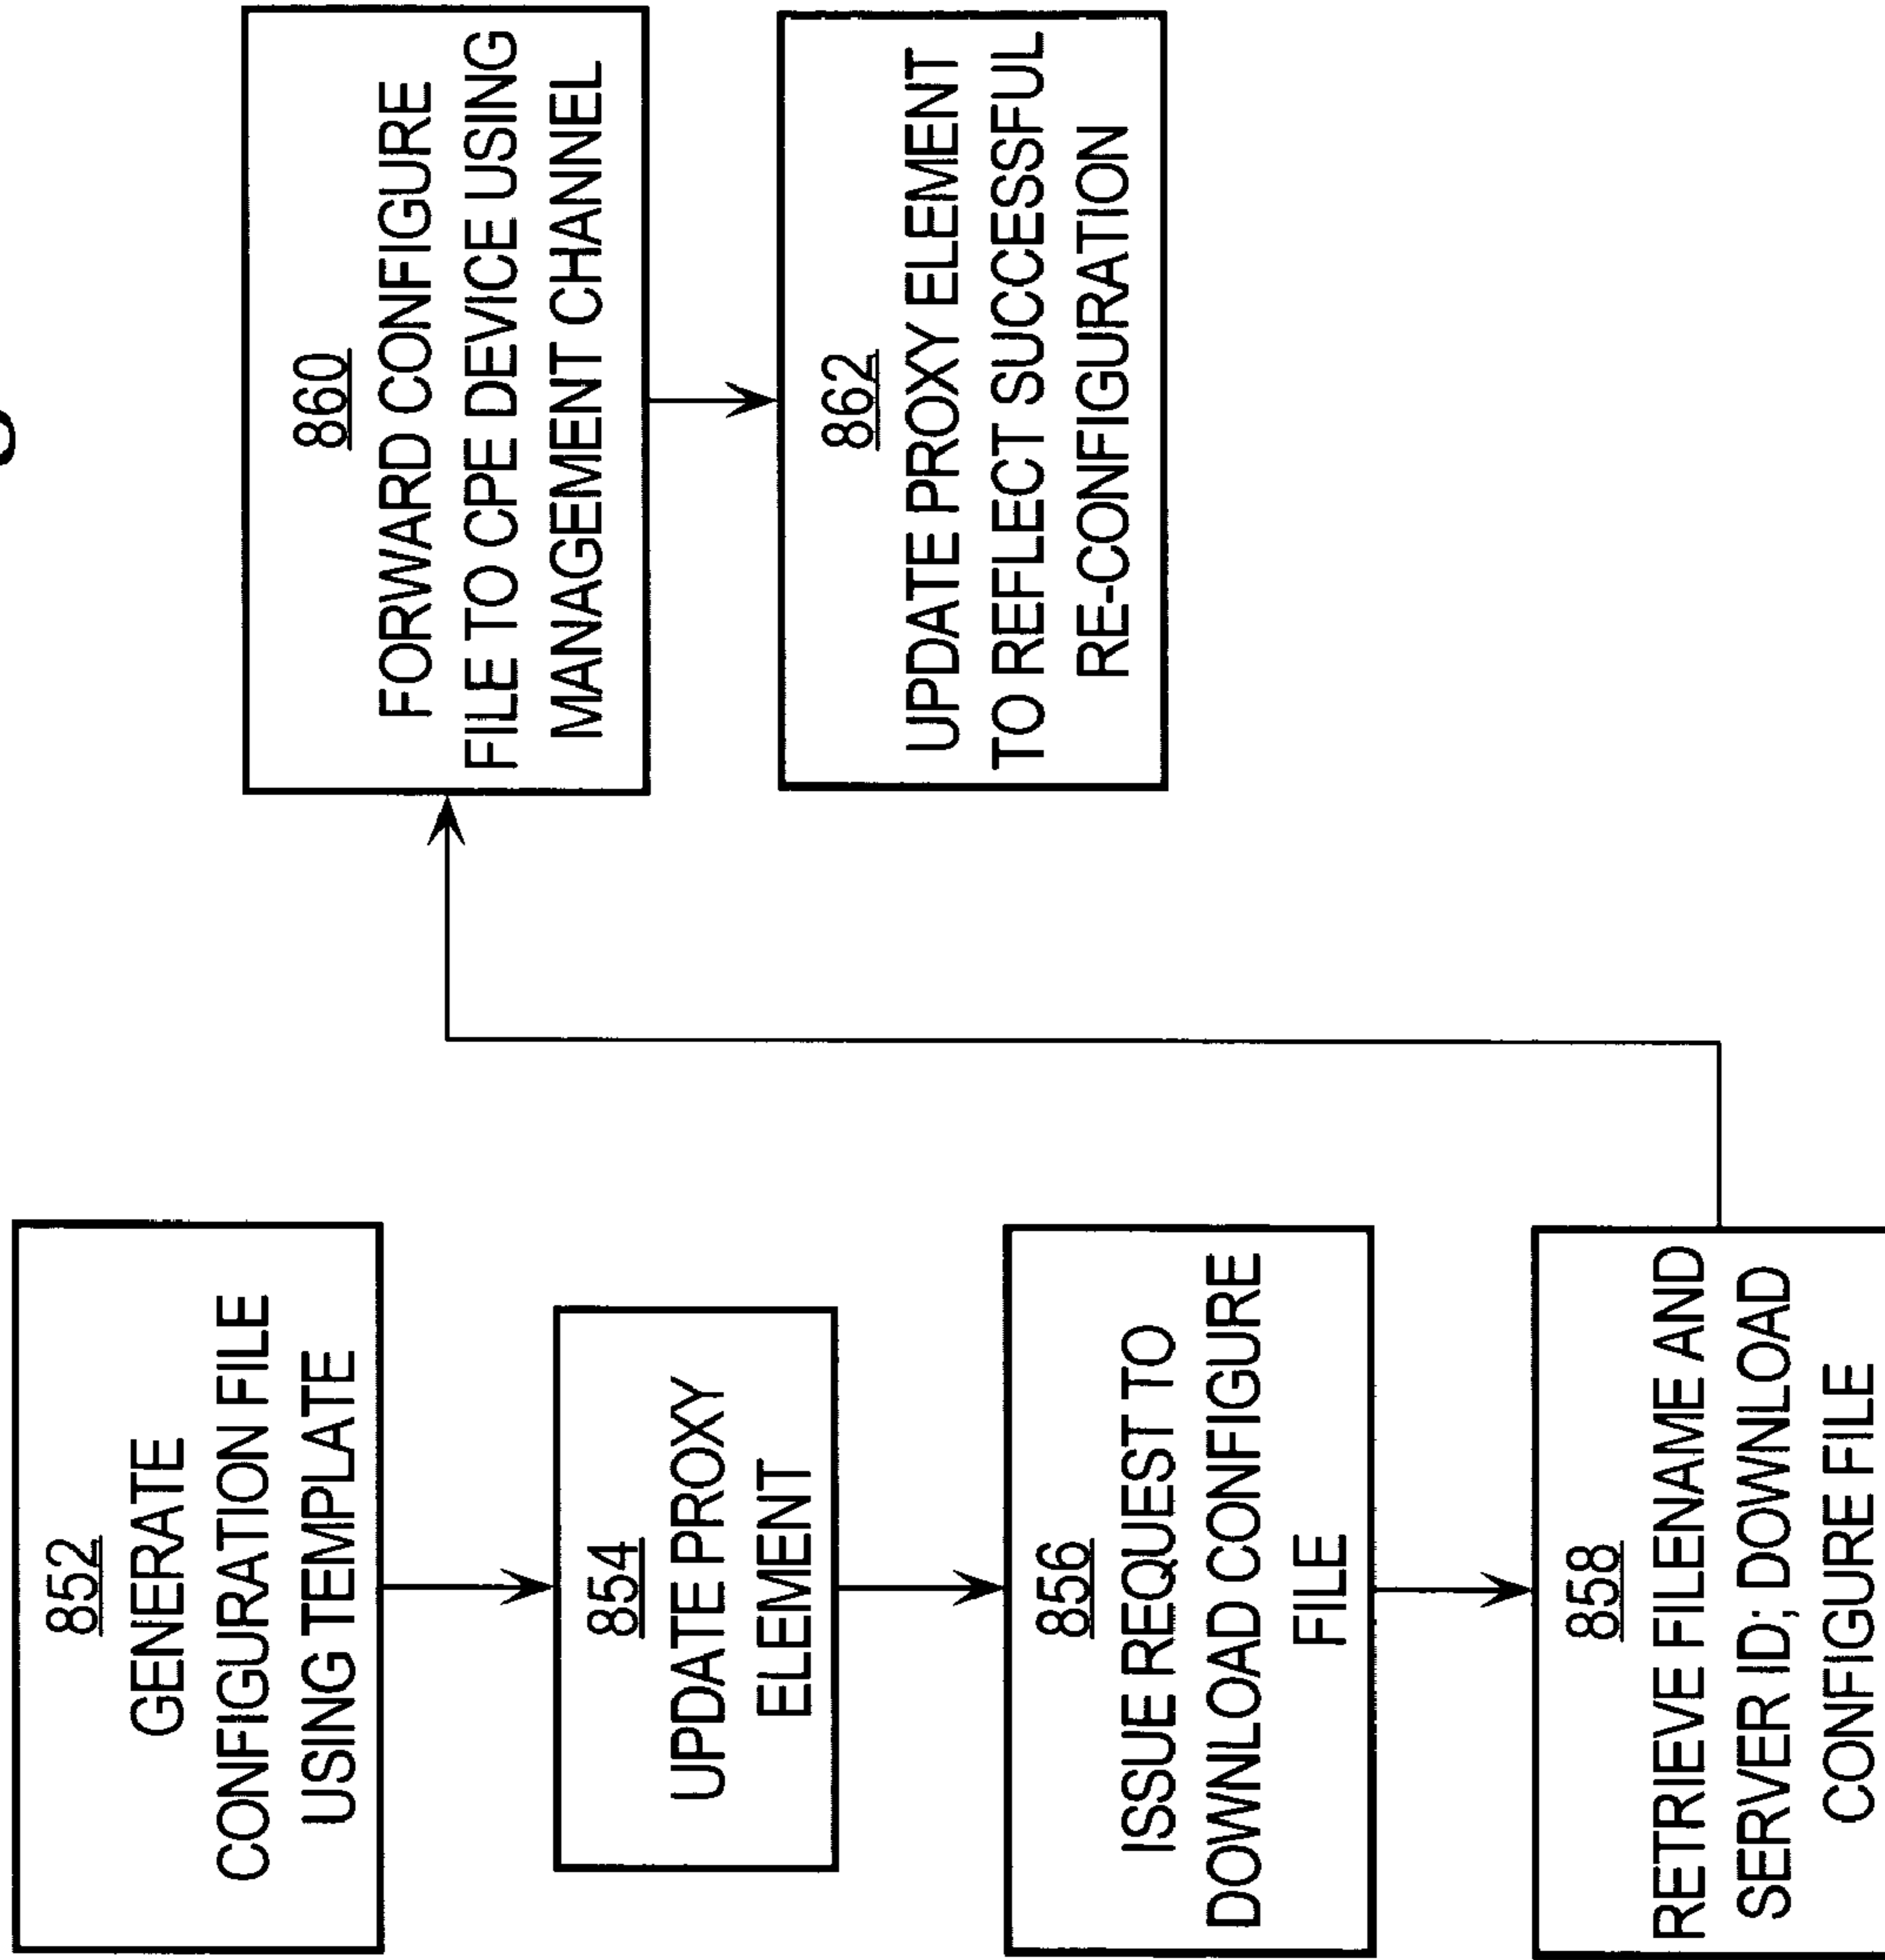 852
GENERATE
CONFIGURATION FILE
USING TEMPLATE
854
UPDATE PROXY
ELEMENT
856
ISSUE REQUEST TO
DOWNLOAD CONFIGURE
FILE
858
RETRIEVE FILENAME AND
SERVER ID; DOWNLOAD
CONFIGURE FILE
860
FORWARD CONFIGURE
FILE TO CPE DEVICE USING
MANAGEMENT CHANNEL
862
UPDATE PROXY ELEMENT
TO REFLECT SUCCESSFUL
RE-CONFIGURATION